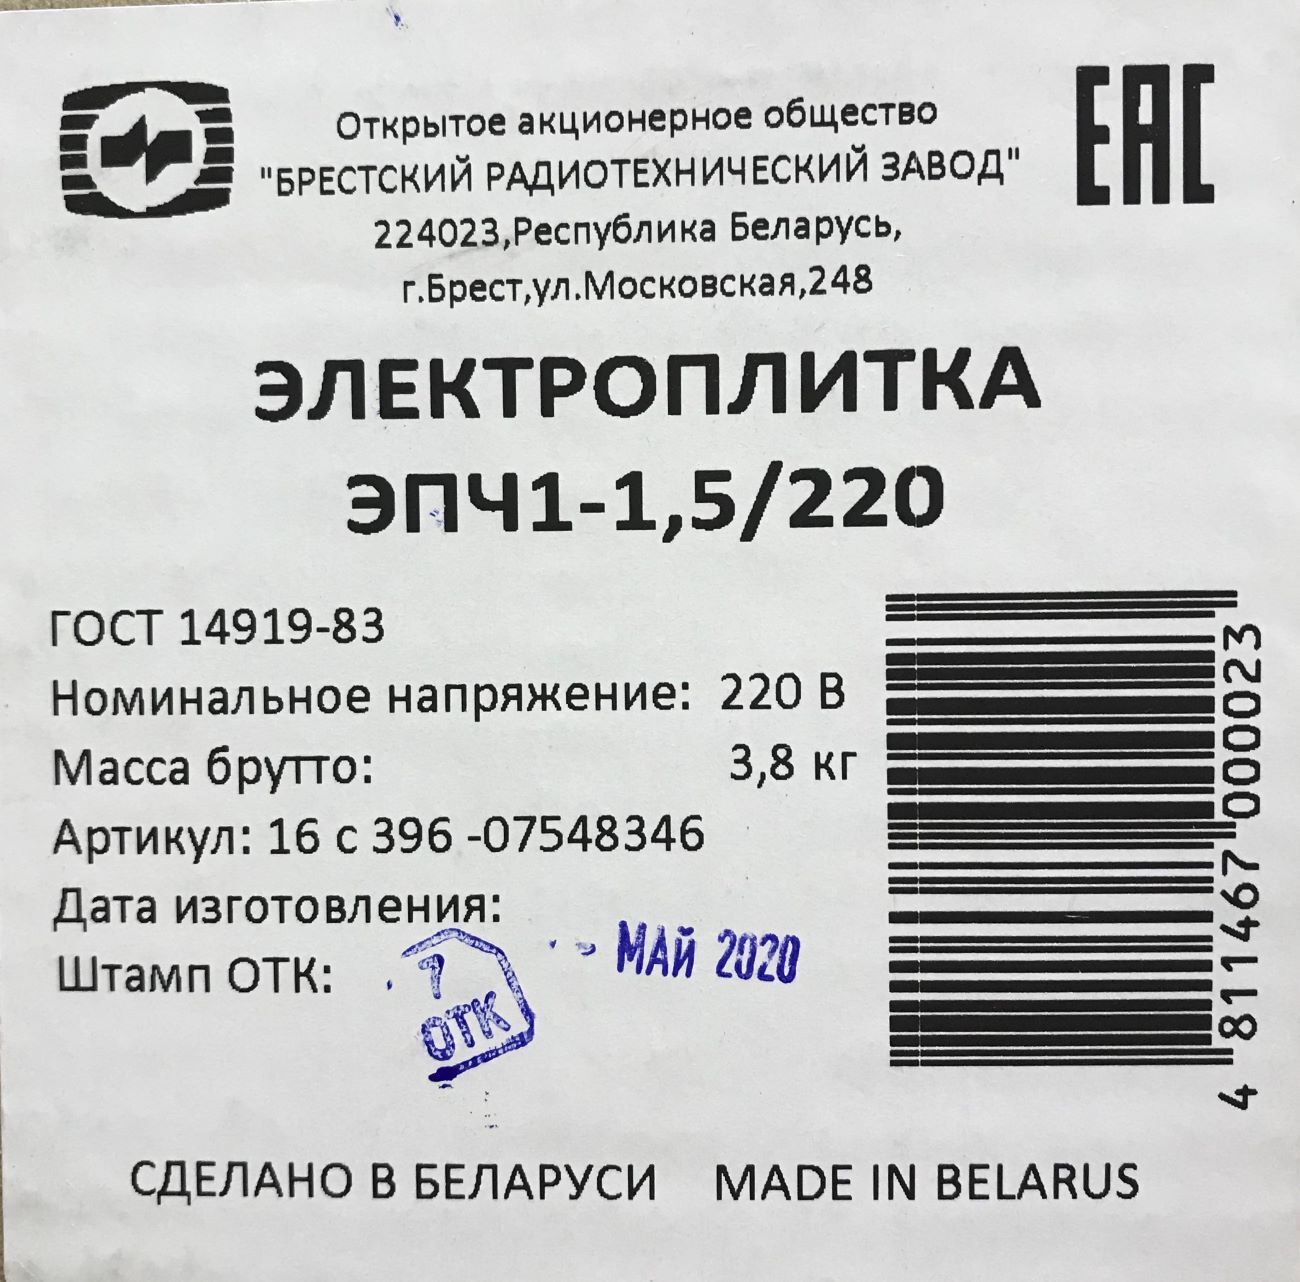 Открытое акционерное общество
"БРЕСТСКИЙ РАДИОТЕХНИЧЕСКИЙ ЗАВОД"
224023,Республика Беларусь,
г.Брест,ул.Московская,248
EAC
ЭЛЕКТРОПЛИТКА
ЭПЧ1-1,5/220
ГОСТ 14919-83
Номинальное напряжение: 220 В
Масса брутто: 3,8 кг
Артикул: 16 с 396 -07548346
Дата изготовления:
МАЙ 2020
Штамп ОТК:
7
ОТК
4 811467 000023
СДЕЛАНО В БЕЛАРУСИ MADE IN BELARUS